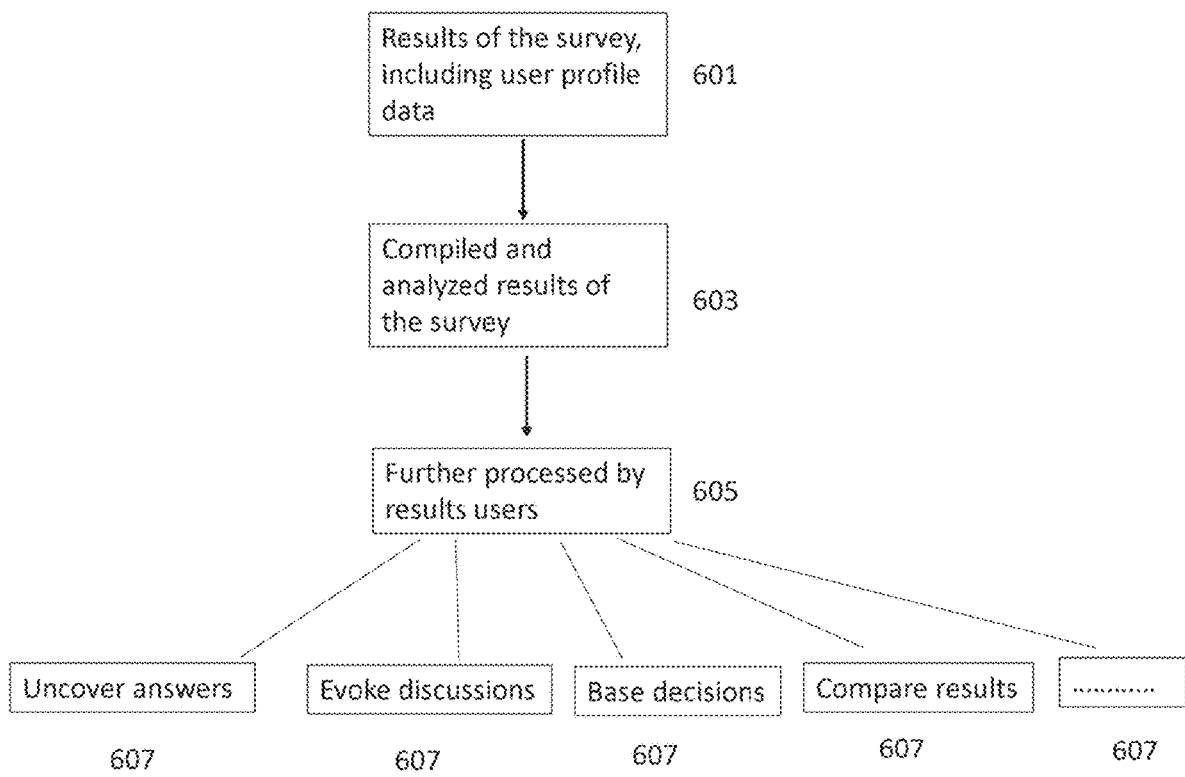 Results of the survey,
including user profile
data
601
Compiled and
analyzed results of
the survey
603
Further processed by
results users
605
Uncover answers
Evoke discussions
Base decisions
Compare results
..............
607
607
607
607
607